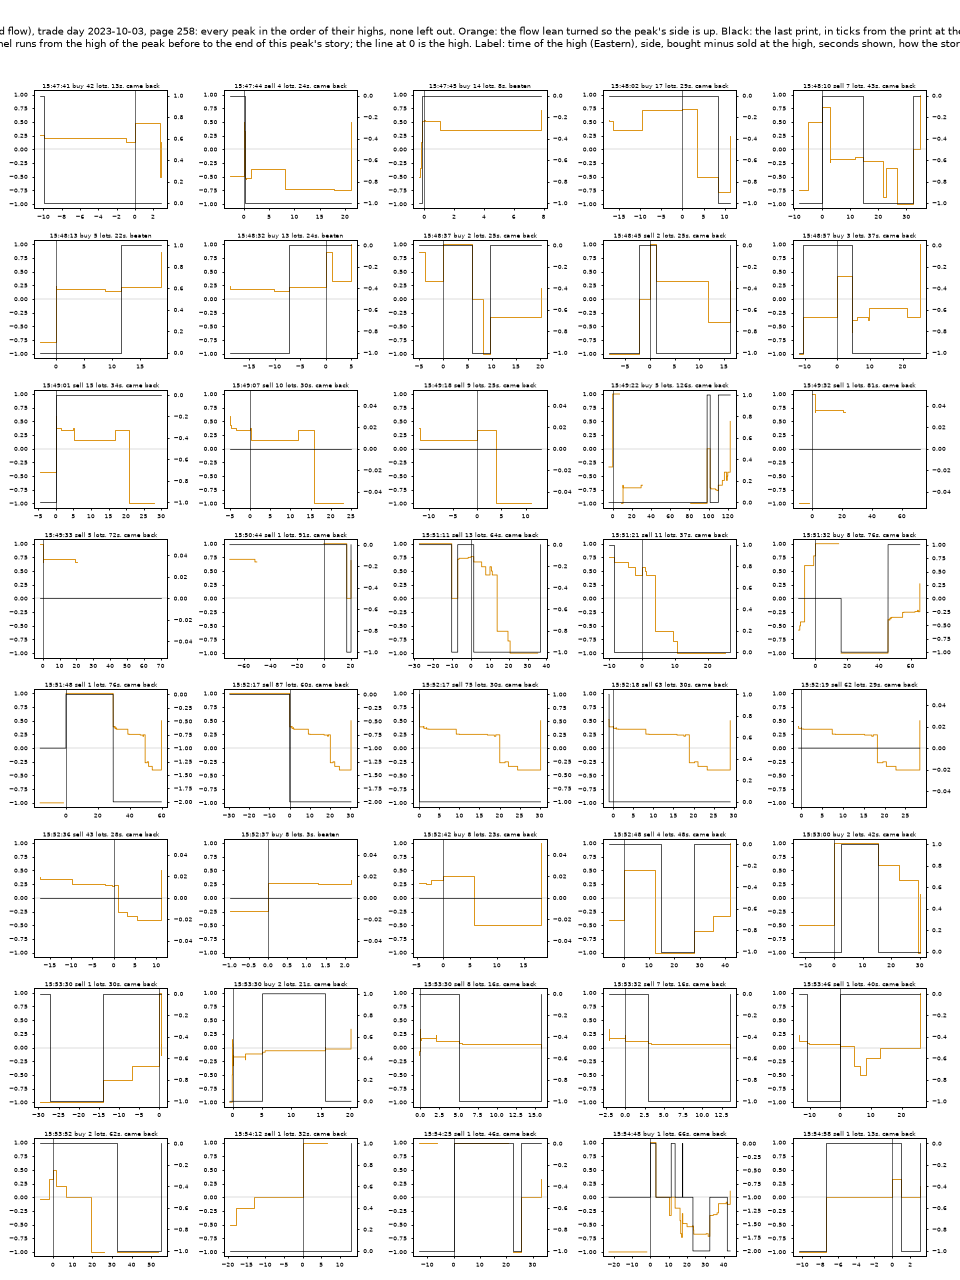 d flow), trade day 2023-10-03, page 258: every peak in the order of their highs, none left out. Orange: the flow lean turned so the peak's side is up. Black: the last print, in ticks from the print at the
nel runs from the high of the peak before to the end of this peak's story; the line at 0 is the high. Label: time of the high (Eastern), side, bought minus sold at the high, seconds shown, how the stor
15:47:41 buy 42 lots. 13s. came back
15:47:44 sell 4 lots. 24s. came back
15:47:45 buy 14 lots. 8s. beaten
15:48:02 buy 17 lots. 29s. came back
15:48:10 sell 7 lots. 45s. came back
15:48:13 buy 5 lots. 22s. beaten
15:48:32 buy 13 lots. 24s. beaten
15:48:37 buy 2 lots. 25s. came back
15:48:45 sell 2 lots. 25s. came back
15:48:57 buy 3 lots. 37s. came back
15:49:01 sell 15 lots. 34s. came back
15:49:07 sell 10 lots. 30s. came back
15:49:18 sell 9 lots. 25s. came back
15:49:22 buy 5 lots. 126s. came back
15:49:32 sell 1 lots. 81s. came back
15:49:33 sell 5 lots. 72s. came back
15:50:44 sell 1 lots. 91s. came back
15:51:11 sell 13 lots. 64s. came back
15:51:21 sell 11 lots. 37s. came back
15:51:32 buy 8 lots. 76s. came back
15:51:48 sell 1 lots. 76s. came back
15:52:17 sell 87 lots. 60s. came back
15:52:17 sell 75 lots. 30s. came back
15:52:18 sell 63 lots. 30s. came back
15:52:19 sell 62 lots. 29s. came back
15:52:36 sell 43 lots. 28s. came back
15:52:37 buy 8 lots. 3s. beaten
15:52:42 buy 8 lots. 23s. came back
15:52:48 sell 4 lots. 48s. came back
15:53:00 buy 2 lots. 42s. came back
15:53:30 sell 1 lots. 30s. came back
15:53:30 buy 2 lots. 21s. came back
15:53:30 sell 8 lots. 16s. came back
15:53:32 sell 7 lots. 16s. came back
15:53:46 sell 1 lots. 40s. came back
15:53:52 buy 2 lots. 62s. came back
15:54:12 sell 1 lots. 32s. came back
15:54:25 sell 1 lots. 46s. came back
15:54:48 buy 1 lots. 66s. came back
15:54:58 sell 1 lots. 13s. came back